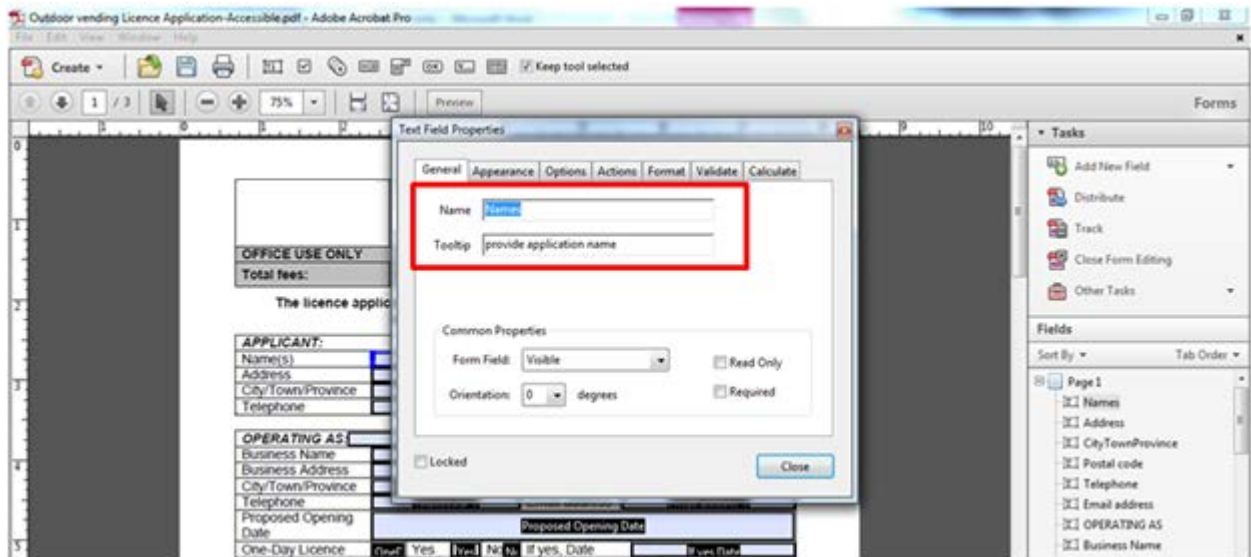 Outdoor vending Licence Application-Accessible.pdf - Adobe Acrobat Pro
File Edit View Window Help
Create Keep tool selected
1 / 3 75% Preview Forms
Text Field Properties
General Appearance Options Actions Format Validate Calculate
Name Names
Tooltip provide application name
Common Properties
Form Field: Visible
Read Only
Orientation: 0 degrees
Required
Locked
Close
OFFICE USE ONLY
Total fees:
The licence applic
APPLICANT:
Name(s)
Address
City/Town/Province
Telephone
OPERATING AS:
Business Name
Business Address
City/Town/Province
Telephone
Proposed Opening Date
Proposed Opening Date
One-Day Licence Yes No If yes, Date
Tasks
Add New Field
Distribute
Track
Close Form Editing
Other Tasks
Fields
Sort By Tab Order
Page 1
Names
Address
CityTownProvince
Postal code
Telephone
Email address
OPERATING AS
Business Name